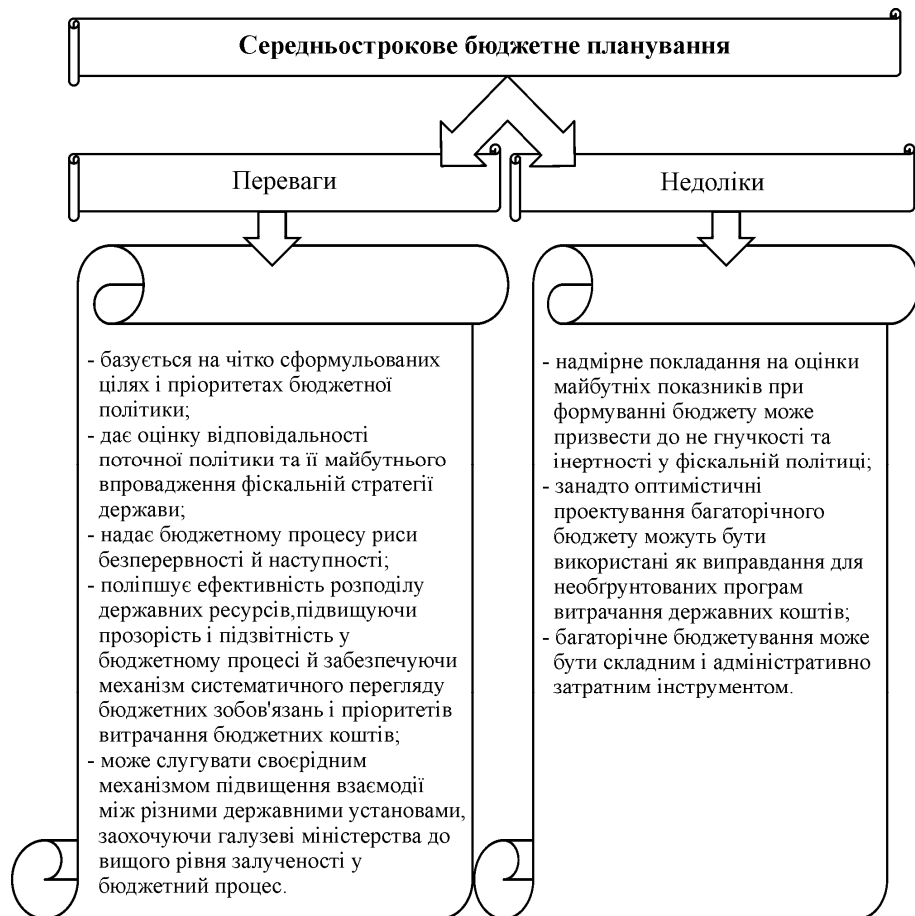 Середньострокове бюджетне планування
Переваги
Недоліки
- базується на чітко сформульованих
цілях і пріоритетах бюджетної
політики;
- дає оцінку відповідальності
поточної політики та її майбутнього
впровадження фіскальній стратегії
держави;
- надає бюджетному процесу риси
безперервності й наступності;
- поліпшує ефективність розподілу
державних ресурсів,підвищуючи
прозорість і підзвітність у
бюджетному процесі й забезпечуючи
механізм систематичного перегляду
бюджетних зобов'язань і пріоритетів
витрачання бюджетних коштів;
- може слугувати своєрідним
механізмом підвищення взаємодії
між різними державними установами,
заохочуючи галузеві міністерства до
вищого рівня залученості у
бюджетний процес.
- надмірне покладання на оцінки
майбутніх показників при
формуванні бюджету може
призвести до не гнучкості та
інертності у фіскальній політиці;
- занадто оптимістичні
проектування багаторічного
бюджету можуть бути
використані як виправдання для
необґрунтованих програм
витрачання державних коштів;
- багаторічне бюджетування може
бути складним і адміністративно
затратним інструментом.